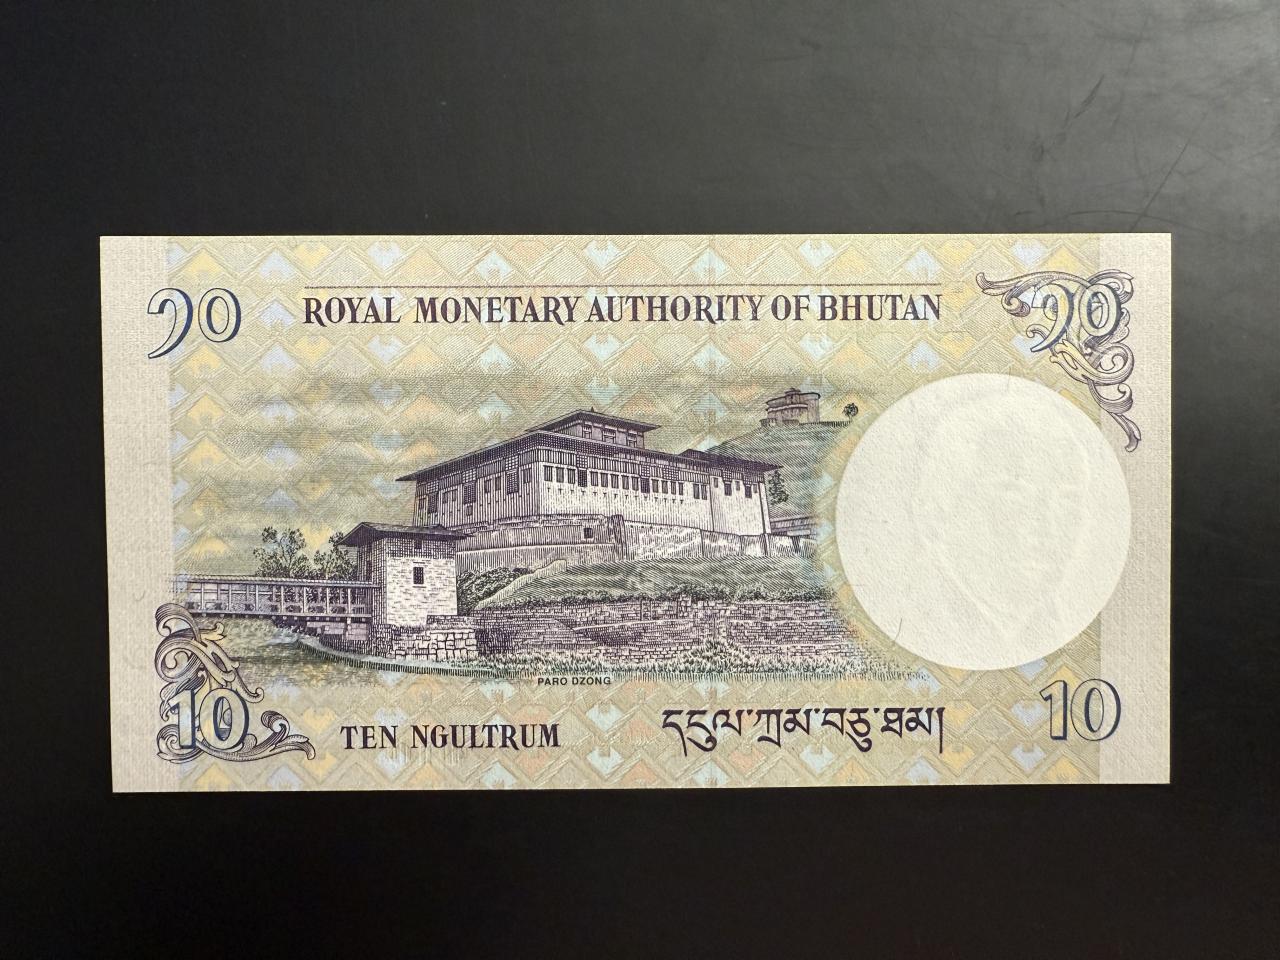 ༡༠ ROYAL MONETARY AUTHORITY OF BHUTAN ༡༠
PARO DZONG
10 TEN NGULTRUM དངུལ་ཀྲམ་བཅུ་ཐམ། 10